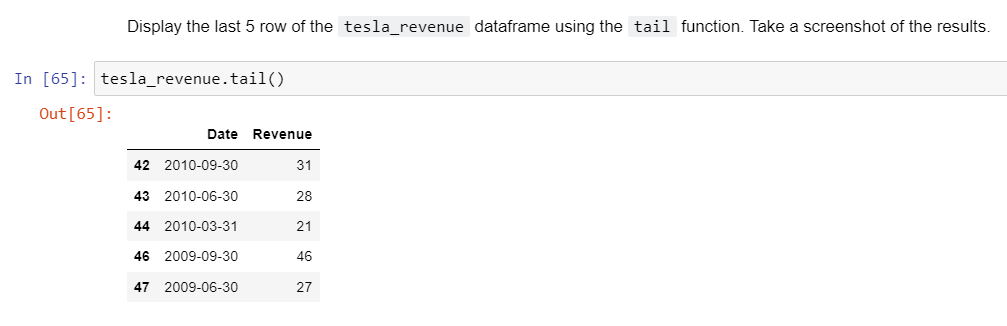 Display the last 5 row of the tesla_revenue dataframe using the tail function. Take a screenshot of the results.
In [65]: tesla_revenue.tail()
Out[65]:
Date Revenue
42 2010-09-30 31
43 2010-06-30 28
44 2010-03-31 21
46 2009-09-30 46
47 2009-06-30 27